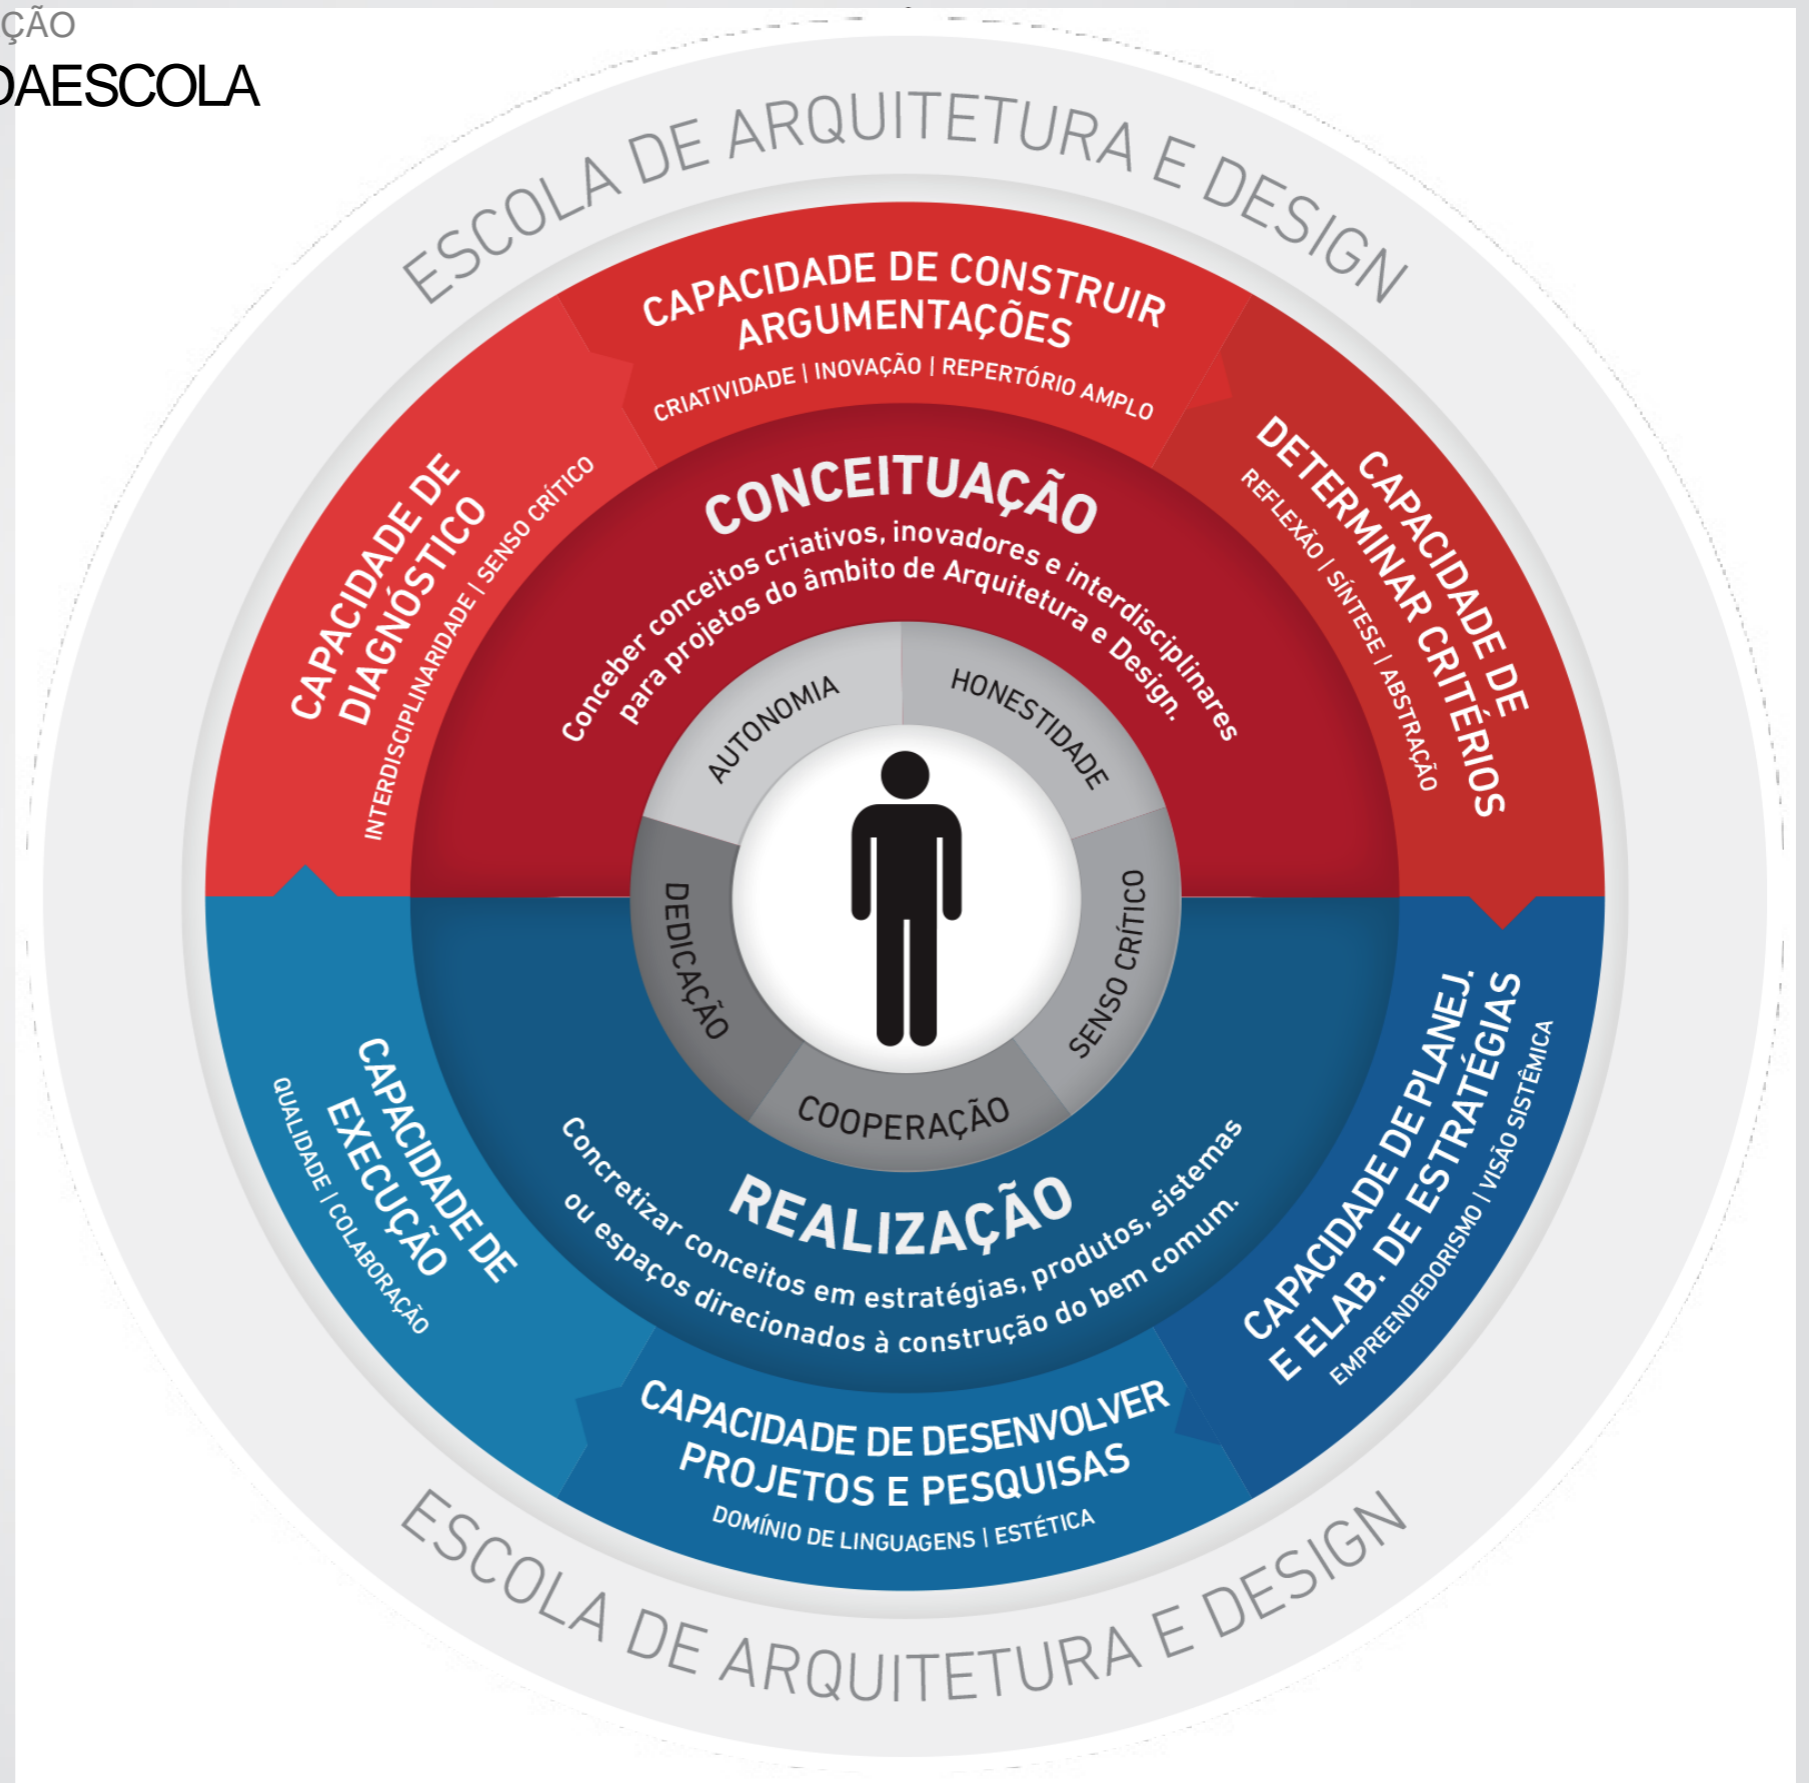 ÇÃO
DAESCOLA
ESCOLA DE ARQUITETURA E DESIGN
CAPACIDADE DE CONSTRUIR
ARGUMENTAÇÕES
CRIATIVIDADE | INOVAÇÃO | REPERTÓRIO AMPLO
CAPACIDADE DE
DETERMINAR CRITÉRIOS
REFLEXÃO | SÍNTESE | ABSTRAÇÃO
CAPACIDADE DE PLANEJ.
E ELAB. DE ESTRATÉGIAS
EMPREENDEDORISMO | VISÃO SISTÊMICA
CAPACIDADE DE DESENVOLVER
PROJETOS E PESQUISAS
DOMÍNIO DE LINGUAGENS | ESTÉTICA
CAPACIDADE DE
EXECUÇÃO
QUALIDADE | COLABORAÇÃO
CAPACIDADE DE
DIAGNÓSTICO
INTERDISCIPLINARIDADE | SENSO CRÍTICO
CONCEITUAÇÃO
Conceber conceitos criativos, inovadores e interdisciplinares
para projetos do âmbito de Arquitetura e Design.
AUTONOMIA
HONESTIDADE
SENSO CRÍTICO
COOPERAÇÃO
DEDICAÇÃO
REALIZAÇÃO
Concretizar conceitos em estratégias, produtos, sistemas
ou espaços direcionados à construção do bem comum.
ESCOLA DE ARQUITETURA E DESIGN